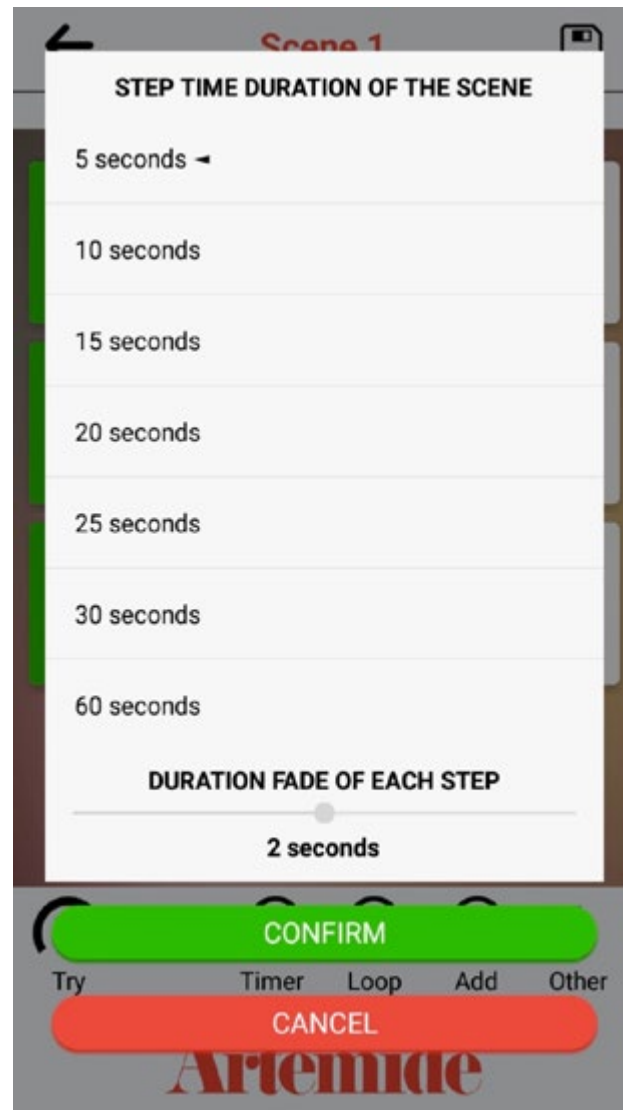 Scene 1
STEP TIME DURATION OF THE SCENE
5 seconds ◄
10 seconds
15 seconds
20 seconds
25 seconds
30 seconds
60 seconds
DURATION FADE OF EACH STEP
2 seconds
CONFIRM
Try Timer Loop Add Other
CANCEL
Artemide